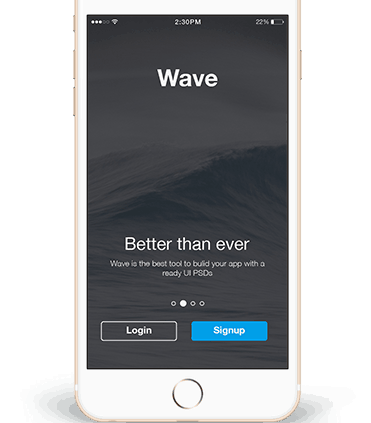 2:30PM
22%
Wave
Better than ever
Wave is the best tool to build your app with a
ready UI PSDs
Login
Signup